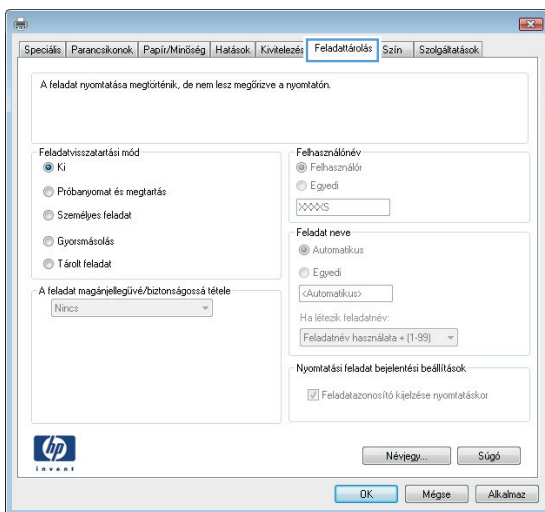 Speciális Parancsikonok Papír/Minőség Hatások Kivitelezés Feladattárolás Szín Szolgáltatások
A feladat nyomtatása megtörténik, de nem lesz megőrizve a nyomtatón.
Feladatvisszatartási mód
Ki
Próbanyomat és megtartás
Személyes feladat
Gyorsmásolás
Tárolt feladat
A feladat magánjellegűvé/biztonságossá tétele
Nincs
Felhasználónév
Felhasználór
Egyedi
XXXXS
Feladat neve
Automatikus
Egyedi
<Automatikus>
Ha létezik feladatnév:
Feladatnév használata + (1-99)
Nyomtatási feladat bejelentési beállítások
Feladatazonosító kijelzése nyomtatáskor
hp
invent
Névjegy... Súgó
OK Mégse Alkalmaz